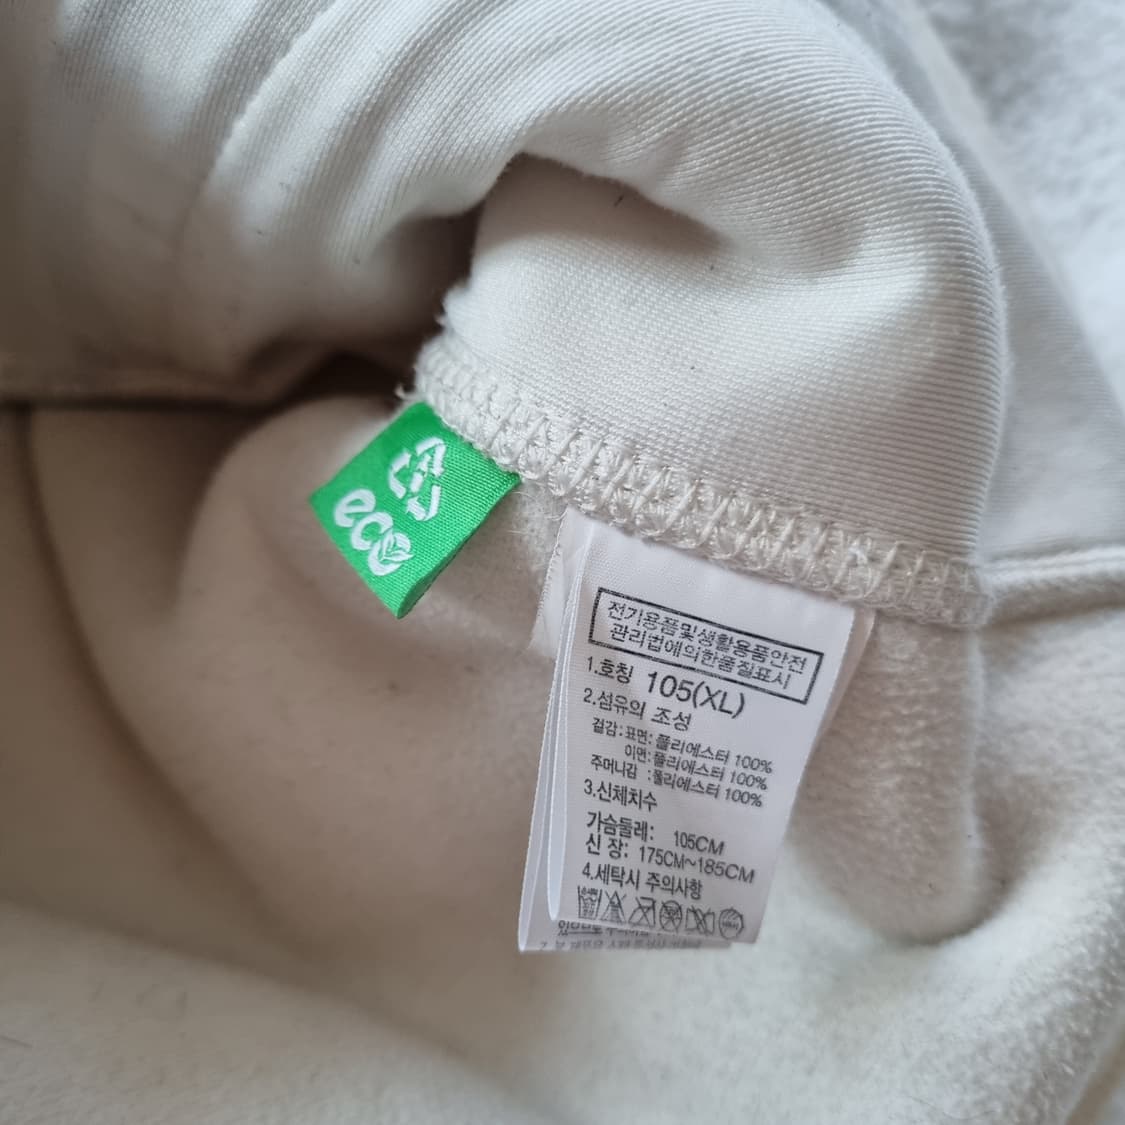 eco
전기용품및생활용품안전
관리법에의한품질표시
1.호칭 105(XL)
2.섬유의 조성
겉감:표면:폴리에스터 100%
이면:폴리에스터 100%
주머니감 :폴리에스터 100%
3.신체치수
가슴둘레: 105CM
신 장: 175CM~185CM
4.세탁시 주의사항